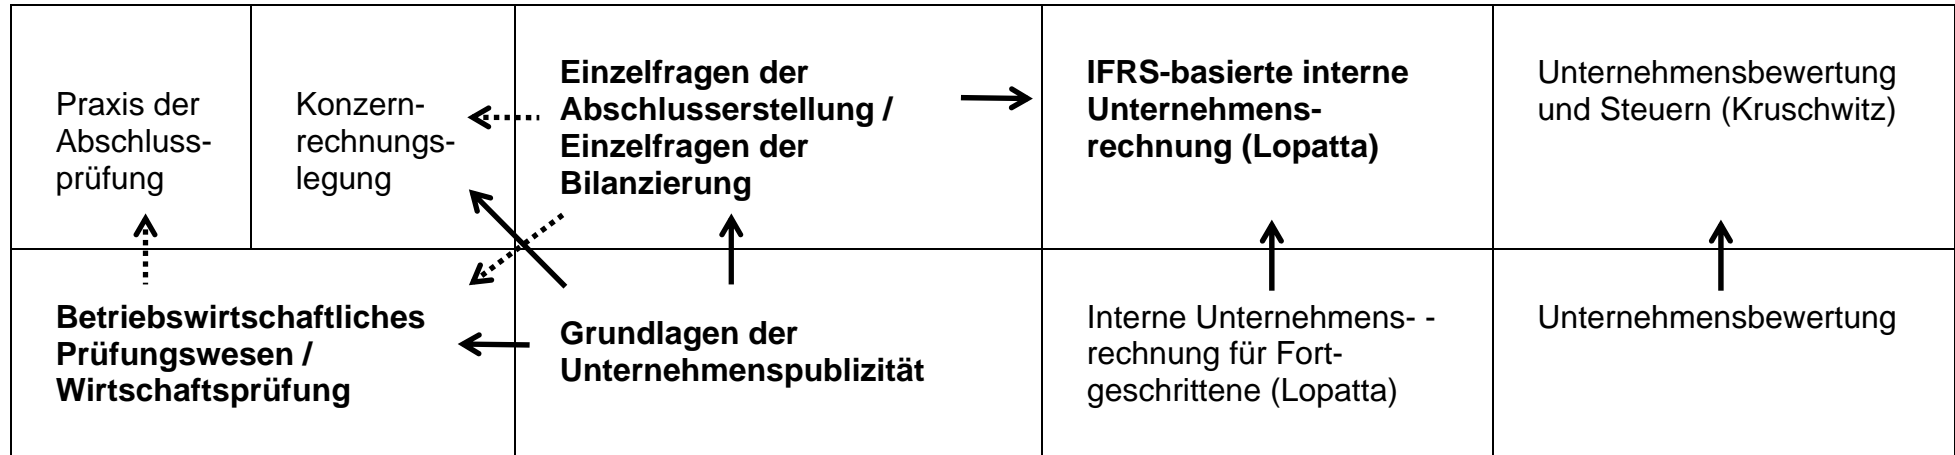 Praxis der
Abschluss-
prüfung
Konzern-
rechnungs-
legung
Einzelfragen der
Abschlusserstellung /
Einzelfragen der
Bilanzierung
IFRS-basierte interne
Unternehmens-
rechnung (Lopatta)
Unternehmensbewertung
und Steuern (Kruschwitz)
Betriebswirtschaftliches
Prüfungswesen /
Wirtschaftsprüfung
Grundlagen der
Unternehmenspublizität
Interne Unternehmens- -
rechnung für Fort-
geschrittene (Lopatta)
Unternehmensbewertung